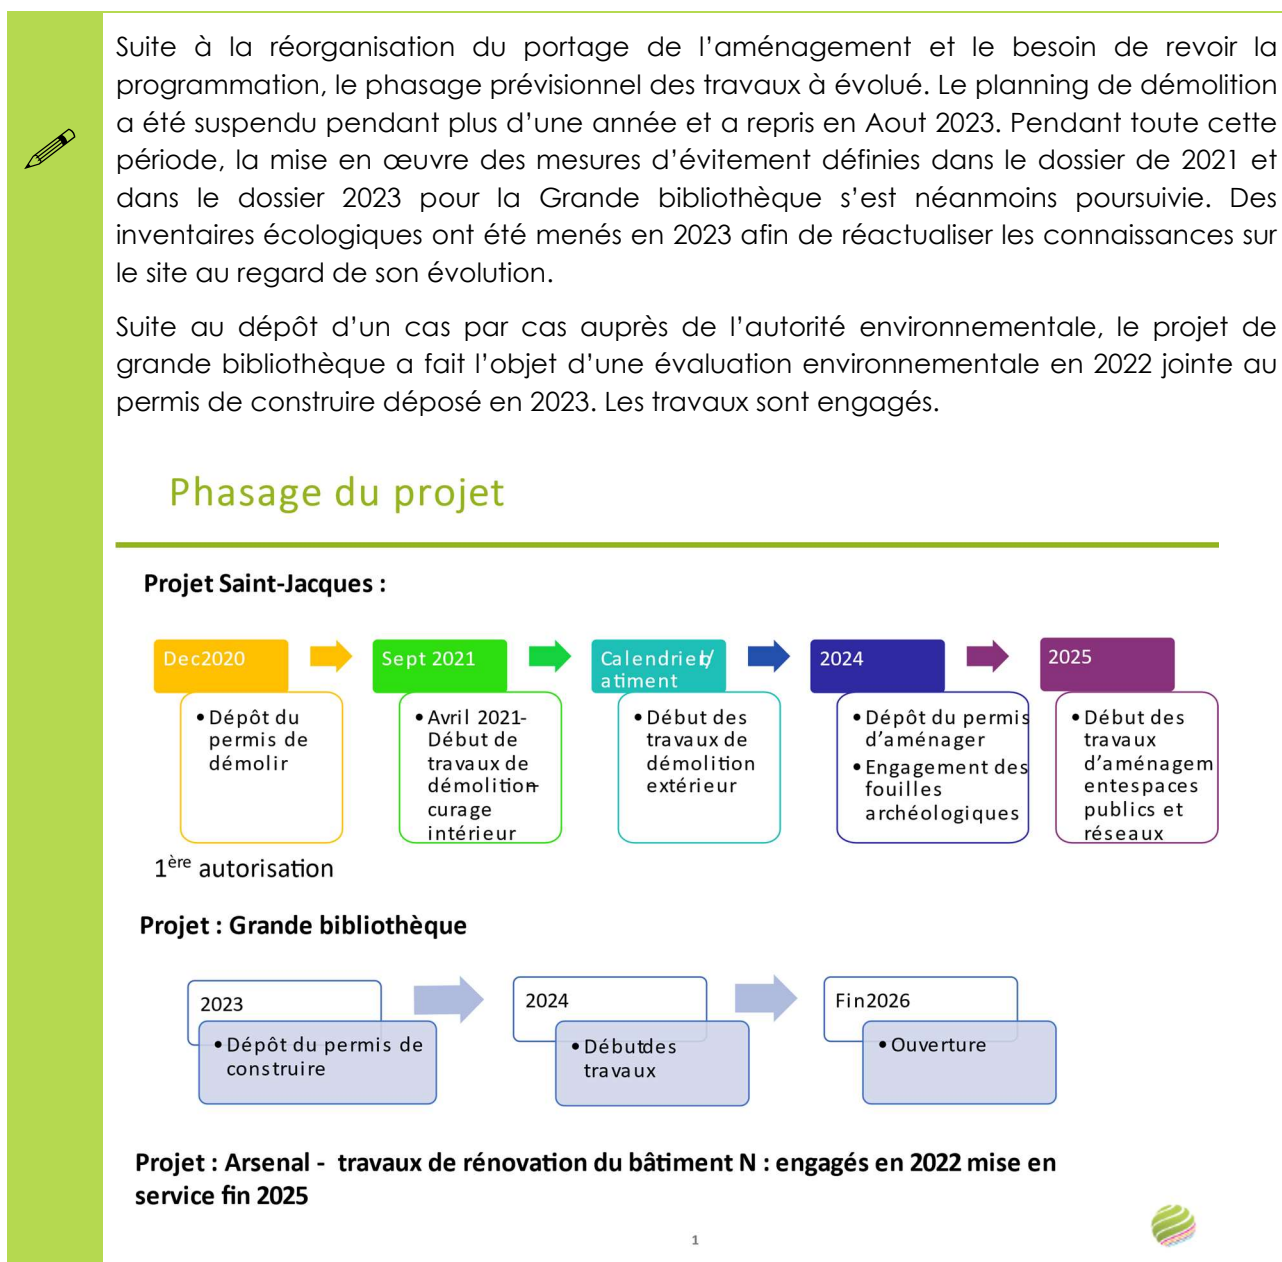 Suite à la réorganisation du portage de l'aménagement et le besoin de revoir la
programmation, le phasage prévisionnel des travaux à évolué. Le planning de démolition
a été suspendu pendant plus d'une année et a repris en Aout 2023. Pendant toute cette
période, la mise en œuvre des mesures d'évitement définies dans le dossier de 2021 et
dans le dossier 2023 pour la Grande bibliothèque s'est néanmoins poursuivie. Des
inventaires écologiques ont été menés en 2023 afin de réactualiser les connaissances sur
le site au regard de son évolution.
Suite au dépôt d'un cas par cas auprès de l'autorité environnementale, le projet de
grande bibliothèque a fait l'objet d'une évaluation environnementale en 2022 jointe au
permis de construire déposé en 2023. Les travaux sont engagés.
Phasage du projet
Projet Saint-Jacques :
Dec2020
• Dépôt du
permis de
démolir
Sept 2021
• Avril 2021-
Début de
travaux de
démolition-
curage
intérieur
Calendrier/b
atiment
• Début des
travaux de
démolition
extérieur
2024
• Dépôt du permis
d'aménager
• Engagement des
fouilles
archéologiques
2025
• Début des
travaux
d'aménagem
entespaces
publics et
réseaux
1ère autorisation
Projet : Grande bibliothèque
2023
• Dépôt du permis de
construire
2024
• Débutdes
travaux
Fin2026
• Ouverture
Projet : Arsenal - travaux de rénovation du bâtiment N : engagés en 2022 mise en
service fin 2025
1